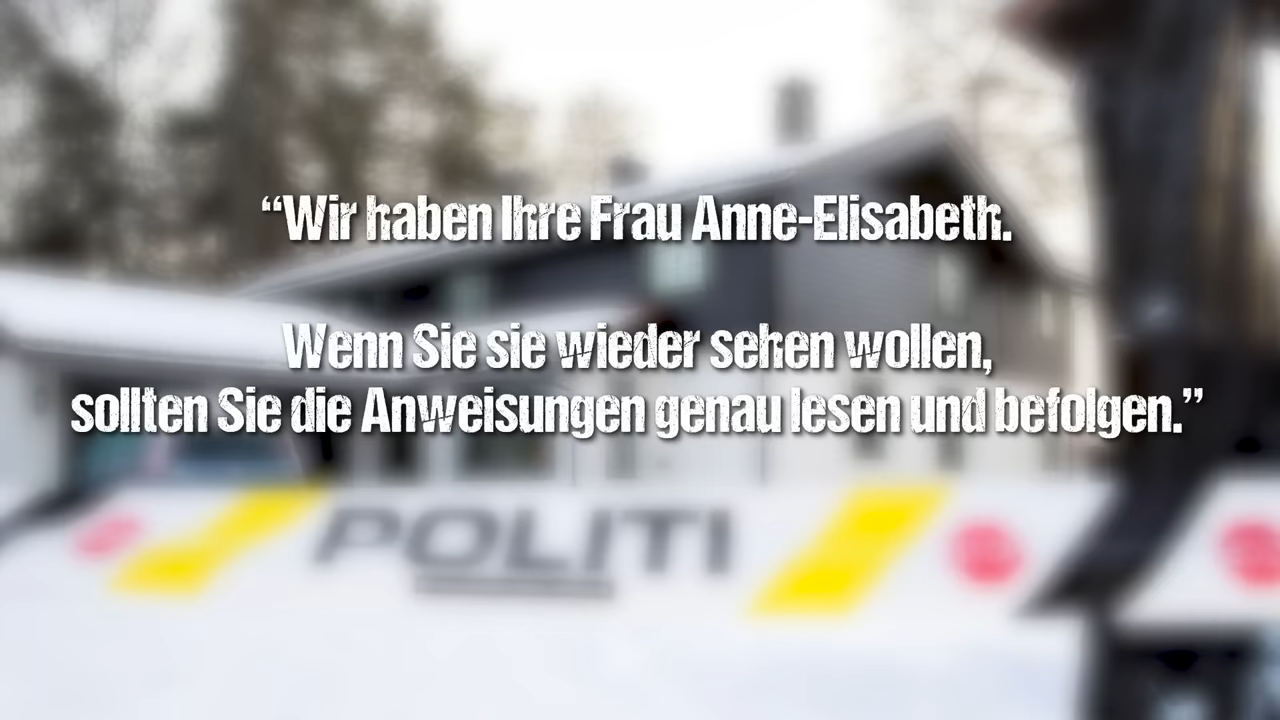 “Wir haben Ihre Frau Anne-Elisabeth.
Wenn Sie sie wieder sehen wollen,
sollten Sie die Anweisungen genau lesen und befolgen.”
POLITI